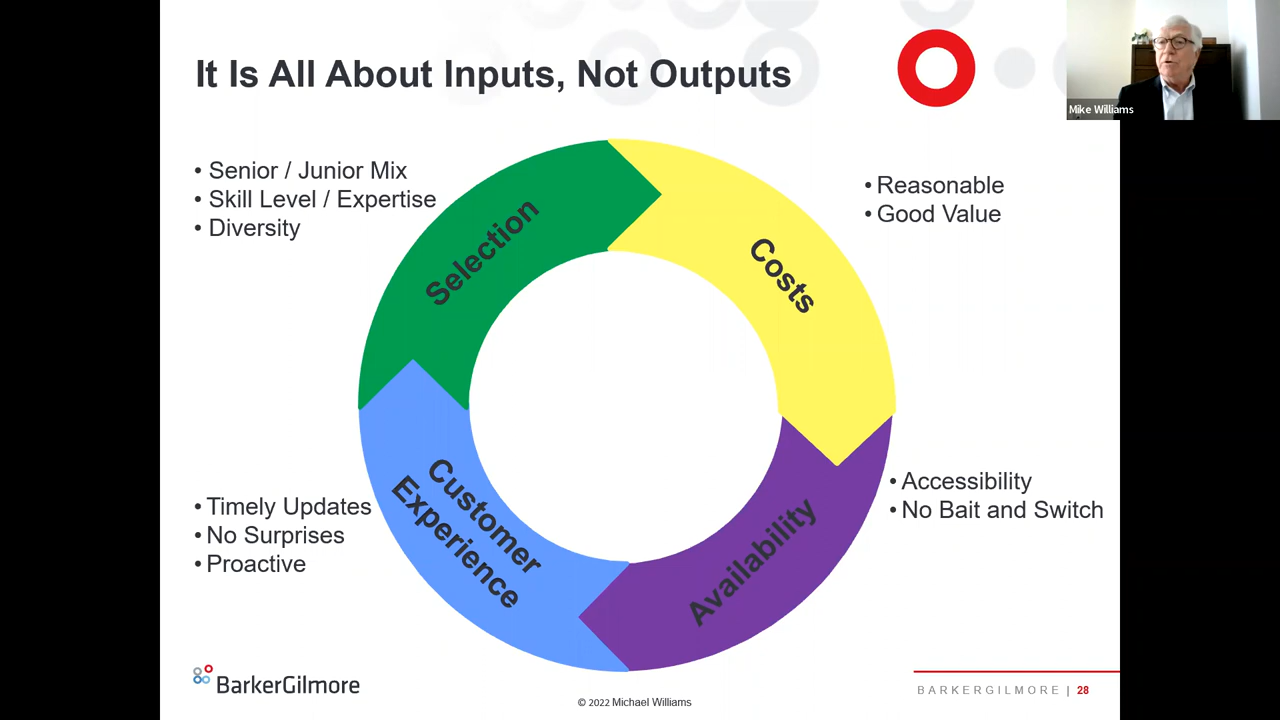 It Is All About Inputs, Not Outputs
Mike Williams
• Senior / Junior Mix
• Skill Level / Expertise
• Diversity
• Reasonable
• Good Value
Selection
Costs
• Timely Updates
• No Surprises
• Proactive
Customer
Experience
Availability
• Accessibility
• No Bait and Switch
BarkerGilmore
© 2022 Michael Williams
BARKERGILMORE | 28